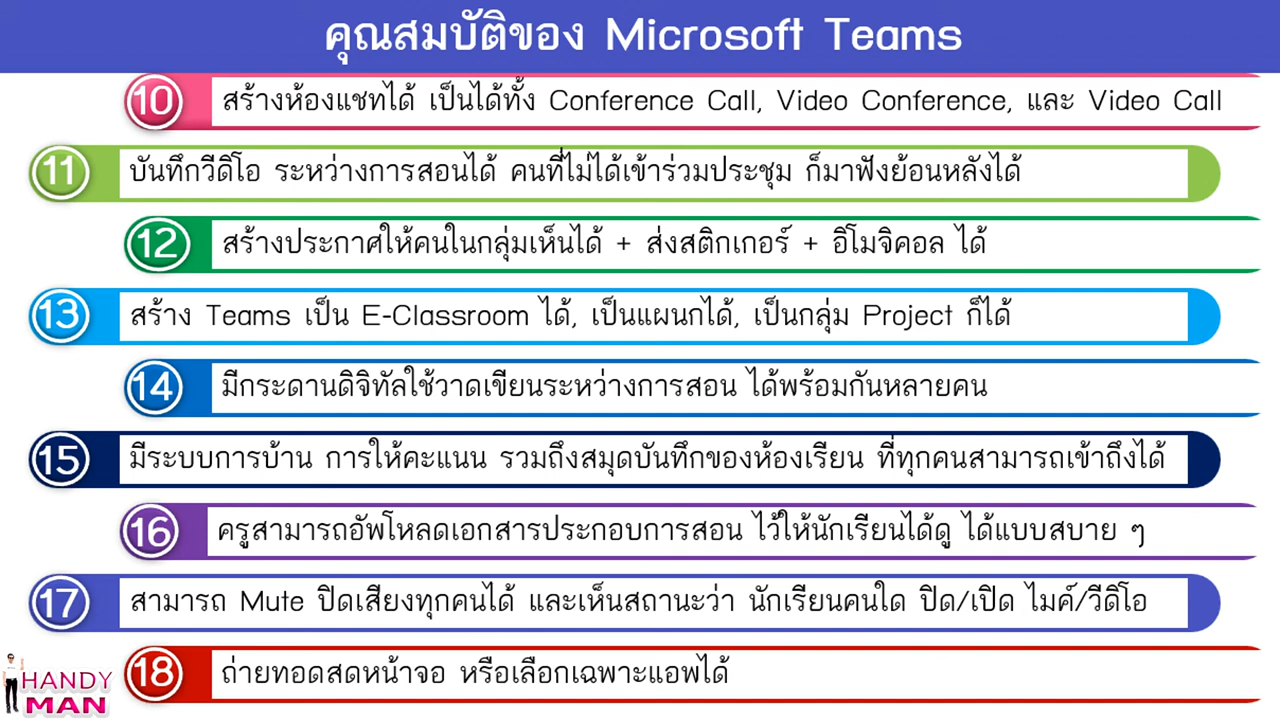 คุณสมบัติของ Microsoft Teams
10 สร้างห้องแชทได้ เป็นได้ทั้ง Conference Call, Video Conference, และ Video Call
11 บันทึกวีดิโอ ระหว่างการสอนได้ คนที่ไม่ได้เข้าร่วมประชุม ก็มาฟังย้อนหลังได้
12 สร้างประกาศให้คนในกลุ่มเห็นได้ + ส่งสติกเกอร์ + อิโมจิคอล ได้
13 สร้าง Teams เป็น E-Classroom ได้, เป็นแผนกได้, เป็นกลุ่ม Project ก็ได้
14 มีกระดานดิจิทัลใช้วาดเขียนระหว่างการสอน ได้พร้อมกันหลายคน
15 มีระบบการบ้าน การให้คะแนน รวมถึงสมุดบันทึกของห้องเรียน ที่ทุกคนสามารถเข้าถึงได้
16 ครูสามารถอัพโหลดเอกสารประกอบการสอน ไว้ให้นักเรียนได้ดู ได้แบบสบาย ๆ
17 สามารถ Mute ปิดเสียงทุกคนได้ และเห็นสถานะว่า นักเรียนคนใด ปิด/เปิด ไมค์/วีดิโอ
18 ถ่ายทอดสดหน้าจอ หรือเลือกเฉพาะแอพได้
HANDY
MAN